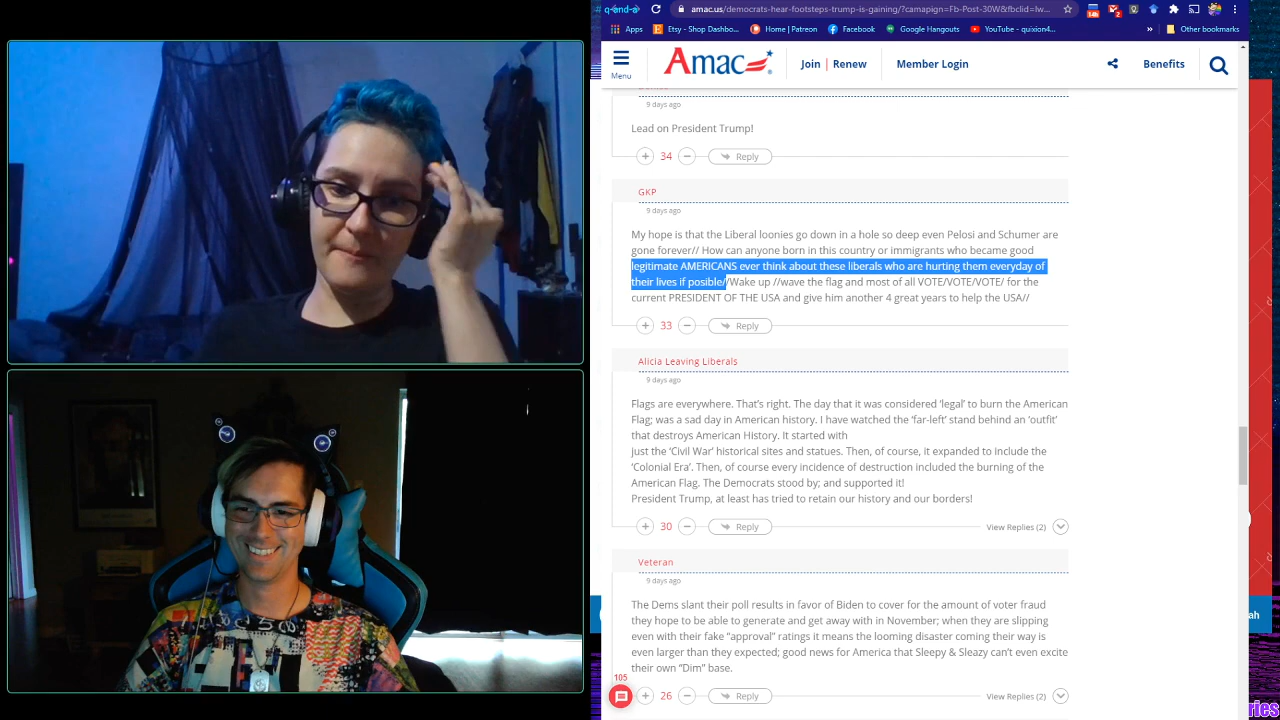 q-and-a
amac.us/democrats-hear-footsteps-trump-is-gaining/?campaign=Fb-Post-30W&fbclid=Iw...
14h
2
Apps
Etsy - Shop Dashbo...
Home | Patreon
Facebook
Creating Quixion
YouTube - quixion4...
»
Other bookmarks
Menu
Amac
Join | Renew
Member Login
Benefits
9 days ago
Lead on President Trump!
+ 34 − Reply
GKP
9 days ago
My hope is that the Liberal loonies go down in a hole so deep even Pelosi and Schumer are
gone forever// How can anyone born in this country or immigrants who became good
legitimate AMERICANS ever think about these liberals who are hurting them everyday of
their lives if posible//Wake up //wave the flag and most of all VOTE/VOTE/VOTE/ for the
current PRESIDENT OF THE USA and give him another 4 great years to help the USA//
+ 33 − Reply
Alicia Leaving Liberals
9 days ago
Flags are everywhere. That's right. The day that it was considered 'legal' to burn the American
Flag; was a sad day in American history. I have watched the 'far-left' stand behind an 'outfit'
that destroys American History. It started with
just the 'Civil War' historical sites and statues. Then, of course, it expanded to include the
'Colonial Era'. Then, of course every incidence of destruction included the burning of the
American Flag. The Democrats stood by; and supported it!
President Trump, at least has tried to retain our history and our borders!
+ 30 − Reply
View Replies (2)
Veteran
9 days ago
The Dems slant their poll results in favor of Biden to cover for the amount of voter fraud
they hope to be able to generate and get away with in November; when they are slipping
even with their fake "approval" ratings it means the looming disaster coming their way is
even larger than they expected; good news for America that Sleepy & Sleazy can't even excite
their own "Dim" base.
105
+ 26 − Reply
View Replies (2)
ah
ries